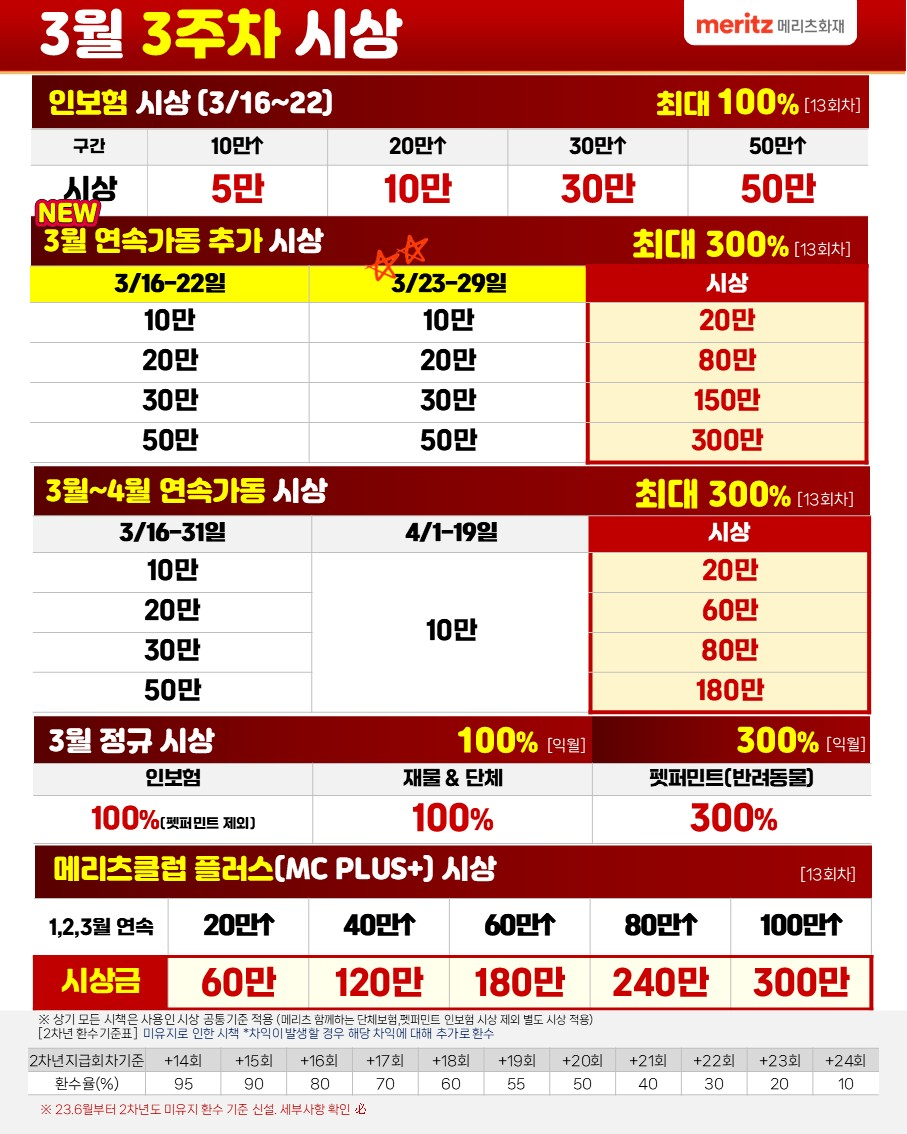 3월 3주차 시상
meritz 메리츠화재
인보험 시상 (3/16~22) 최대 100% [13회차]
구간 10만↑ 20만↑ 30만↑ 50만↑
시상 5만 10만 30만 50만
NEW
3월 연속가동 추가 시상 최대 300% [13회차]
3/16-22일 3/23-29일 시상
10만 10만 20만
20만 20만 80만
30만 30만 150만
50만 50만 300만
3월~4월 연속가동 시상 최대 300% [13회차]
3/16-31일 4/1-19일 시상
10만 20만
20만 60만
10만
30만 80만
50만 180만
3월 정규 시상 100% [익월] 300% [익월]
인보험 재물 & 단체 펫퍼민트(반려동물)
100%(펫퍼민트 제외) 100% 300%
메리츠클럽 플러스(MC PLUS+) 시상 [13회차]
1,2,3월 연속 20만↑ 40만↑ 60만↑ 80만↑ 100만↑
시상금 60만 120만 180만 240만 300만
※ 상기 모든 시책은 사용인 시상 공통기준 적용 (메리츠 함께하는 단체보험,펫퍼민트 인보험 시상 제외 별도 시상 적용)
[2차년 환수기준표] 미유지로 인한 시책 *차익이 발생할 경우 해당 차익에 대해 추가로 환수
2차년지급회차기준 +14회 +15회 +16회 +17회 +18회 +19회 +20회 +21회 +22회 +23회 +24회
환수율(%) 95 90 80 70 60 55 50 40 30 20 10
※ 23.6월부터 2차년도 미유지 환수 기준 신설. 세부사항 확인 必